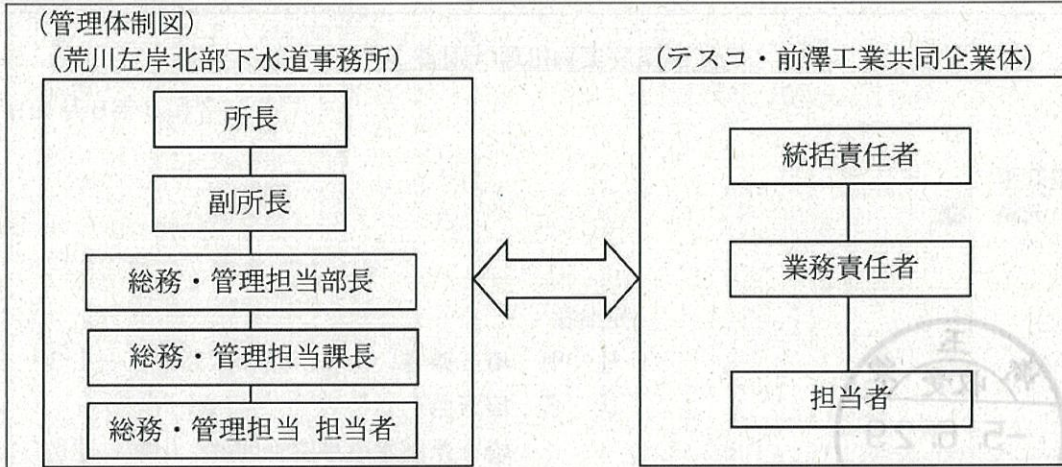 (管理体制図)
(荒川左岸北部下水道事務所)
所長
副所長
総務・管理担当部長
総務・管理担当課長
総務・管理担当 担当者
(テスコ・前澤工業共同企業体)
統括責任者
業務責任者
担当者
-5.6.29